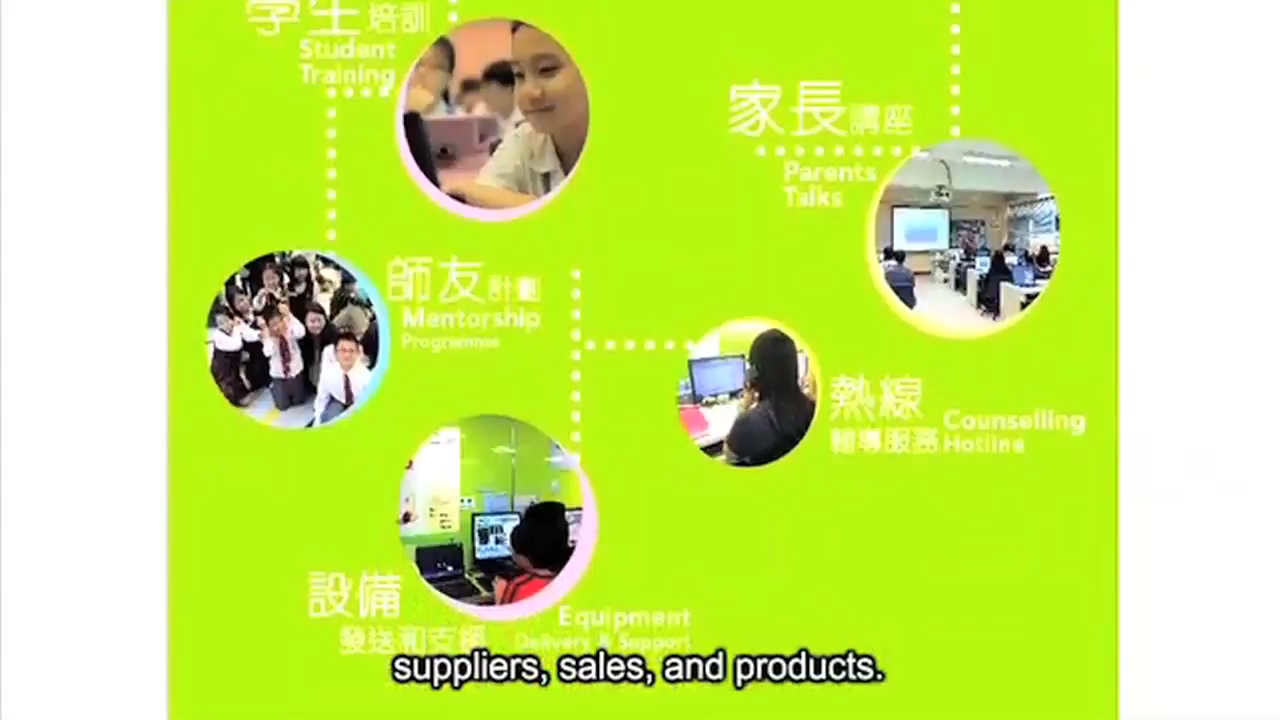 學生培訓
Student
Training
家長講座
Parents
Talks
師友計劃
Mentorship
Programme
熱線
輔導服務
Counselling
Hotline
設備
發送和支援
Equipment
Delivery & Support
suppliers, sales, and products.